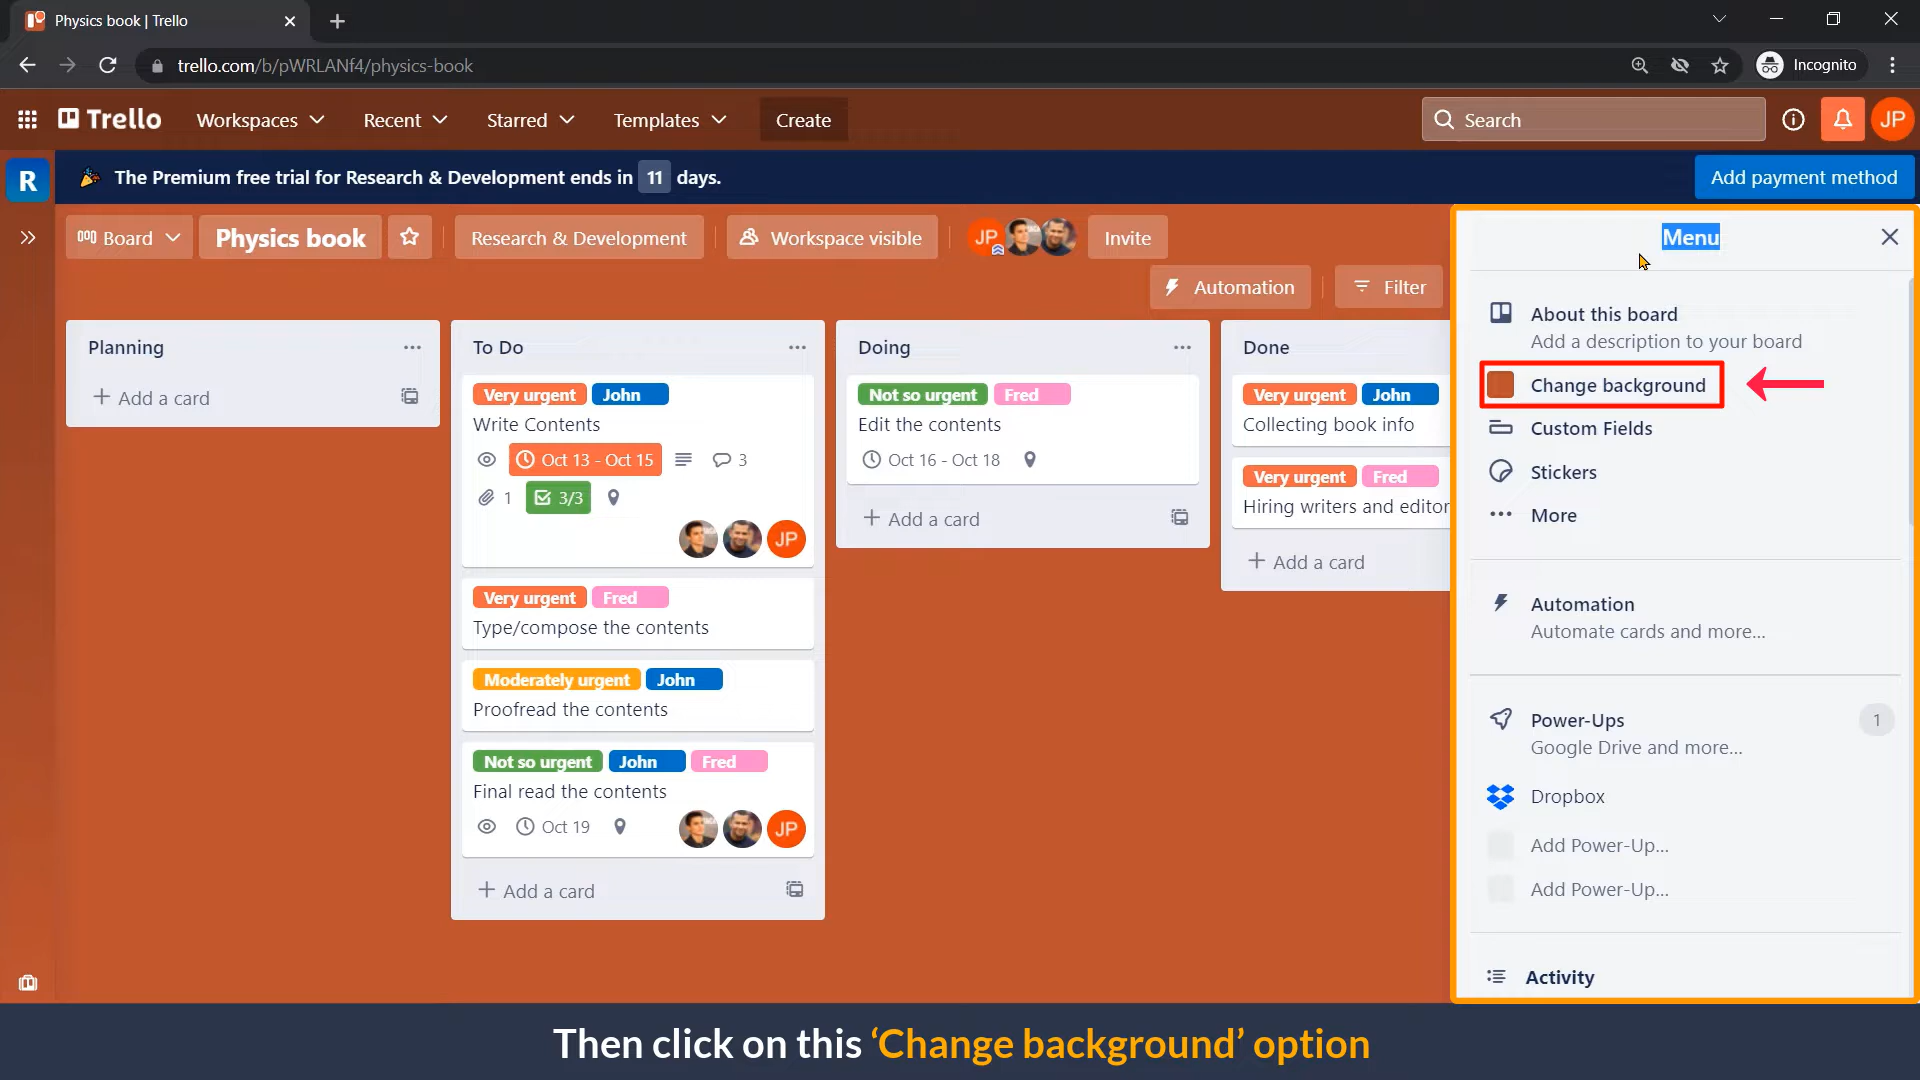 Physics book | Trello
trello.com/b/pWRLANf4/physics-book
Incognito
Trello
Workspaces
Recent
Starred
Templates
Create
Search
JP
R
The Premium free trial for Research & Development ends in 11 days.
Add payment method
Board
Physics book
Research & Development
Workspace visible
JP
Invite
Automation
Filter
Planning
Add a card
To Do
Very urgent John
Write Contents
Oct 13 - Oct 15
3
1
3/3
JP
Very urgent Fred
Type/compose the contents
Moderately urgent John
Proofread the contents
Not so urgent John Fred
Final read the contents
Oct 19
JP
Add a card
Doing
Not so urgent Fred
Edit the contents
Oct 16 - Oct 18
Add a card
Done
Very urgent John
Collecting book info
Very urgent Fred
Hiring writers and editor
Add a card
Menu
About this board
Add a description to your board
Change background
Custom Fields
Stickers
More
Automation
Automate cards and more...
Power-Ups
1
Google Drive and more...
Dropbox
Add Power-Up...
Add Power-Up...
Activity
Then click on this ‘Change background’ option